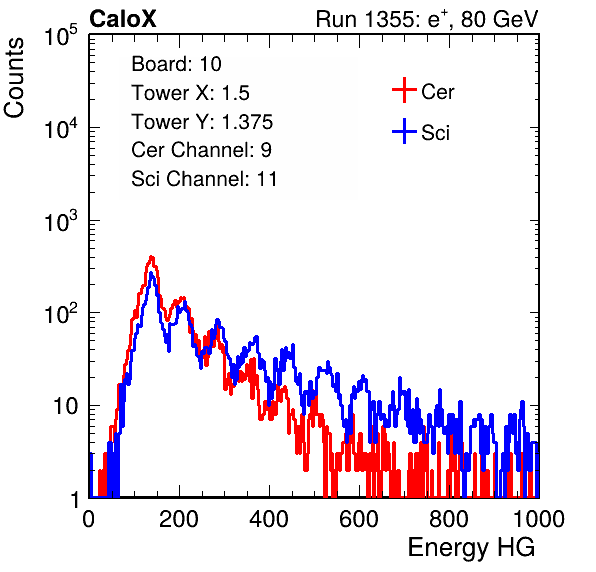 CaloX Run 1355: e⁺, 80 GeV
Counts
10⁵
10⁴
10³
10²
10
1
Board: 10
Tower X: 1.5
Tower Y: 1.375
Cer Channel: 9
Sci Channel: 11
Cer
Sci
0 200 400 600 800 1000
Energy HG